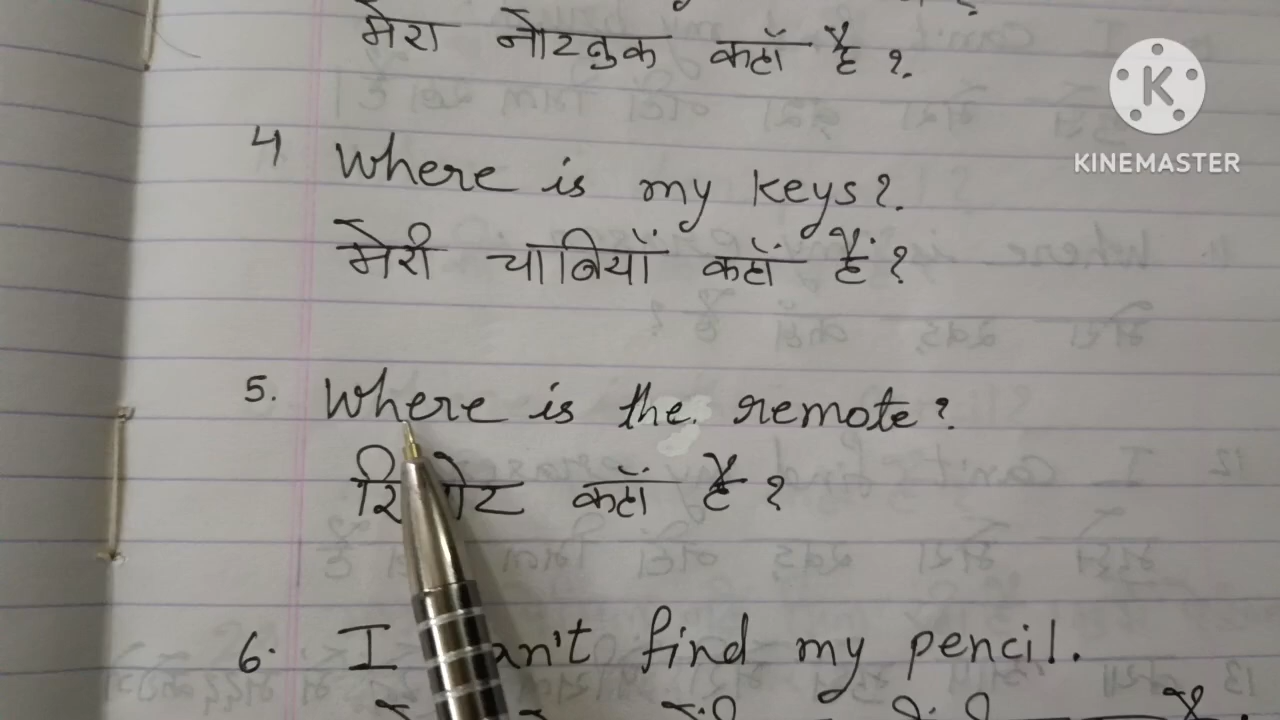 मेरा नोटबुक कहाँ है ?.
4 Where is my keys?.
मेरी चाबियाँ कहाँ हैं ?
5. Where is the remote?
कहाँ है ?
6. I find my pencil.
K
KINEMASTER